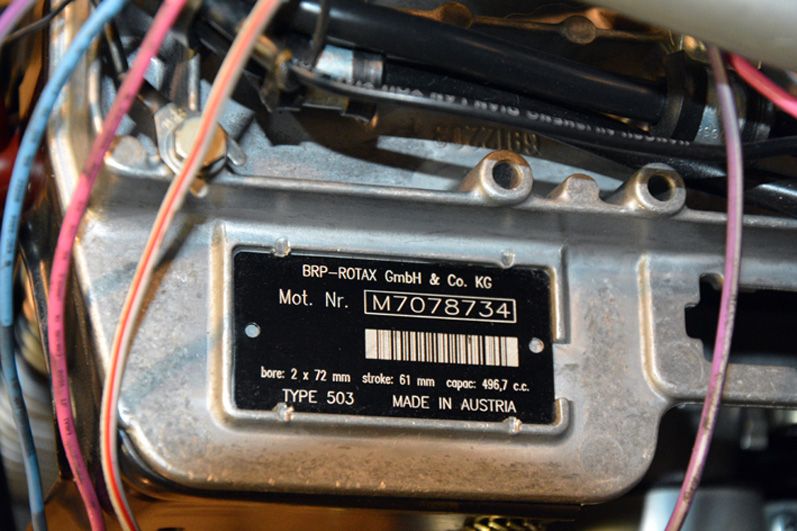 BRP-ROTAX GmbH & Co. KG
Mot. Nr. M7078734
bore: 2 x 72 mm stroke: 61 mm capac: 496,7 c.c.
TYPE 503 MADE IN AUSTRIA